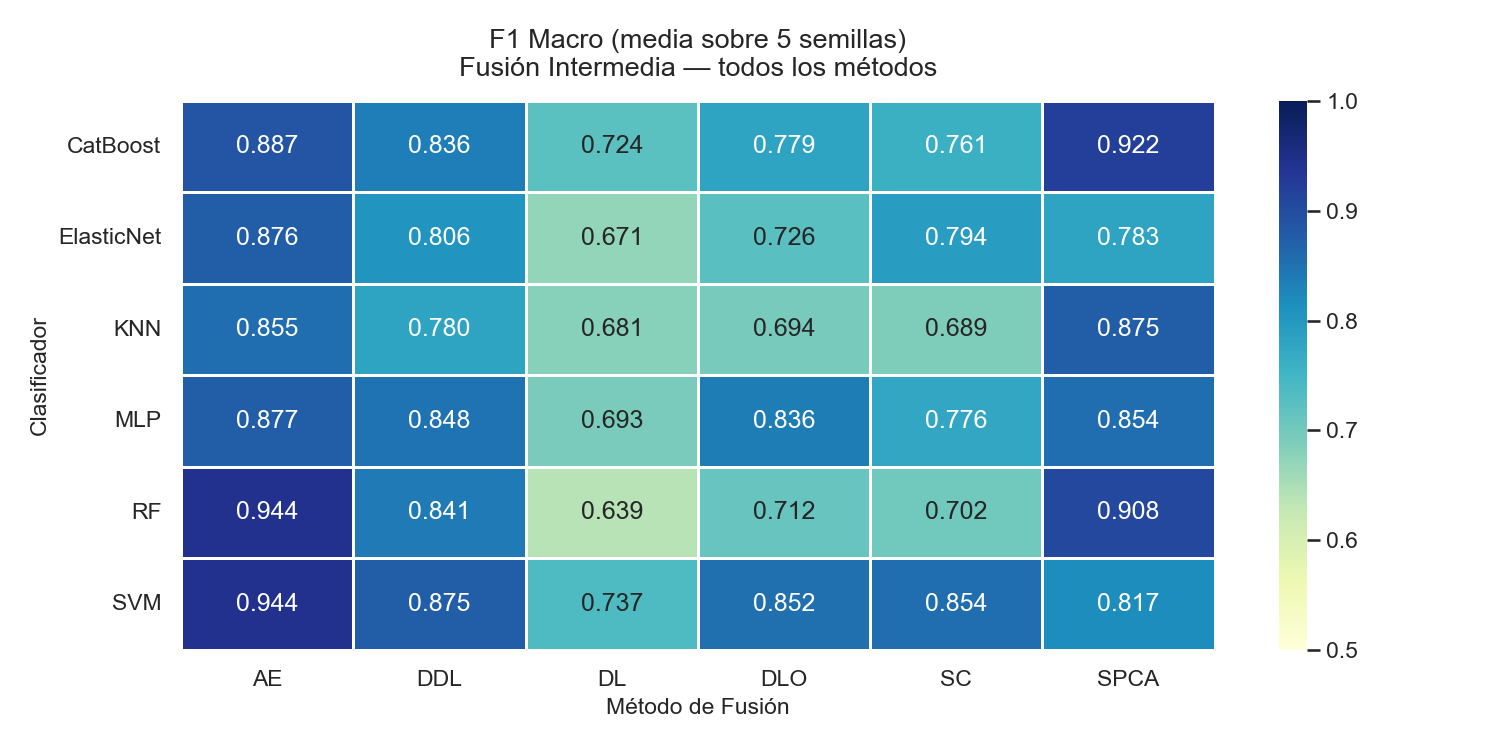 F1 Macro (media sobre 5 semillas)
Fusión Intermedia — todos los métodos
CatBoost 0.887 0.836 0.724 0.779 0.761 0.922
ElasticNet 0.876 0.806 0.671 0.726 0.794 0.783
KNN 0.855 0.780 0.681 0.694 0.689 0.875
MLP 0.877 0.848 0.693 0.836 0.776 0.854
RF 0.944 0.841 0.639 0.712 0.702 0.908
SVM 0.944 0.875 0.737 0.852 0.854 0.817
AE DDL DL DLO SC SPCA
Método de Fusión
Clasificador
1.0
0.9
0.8
0.7
0.6
0.5